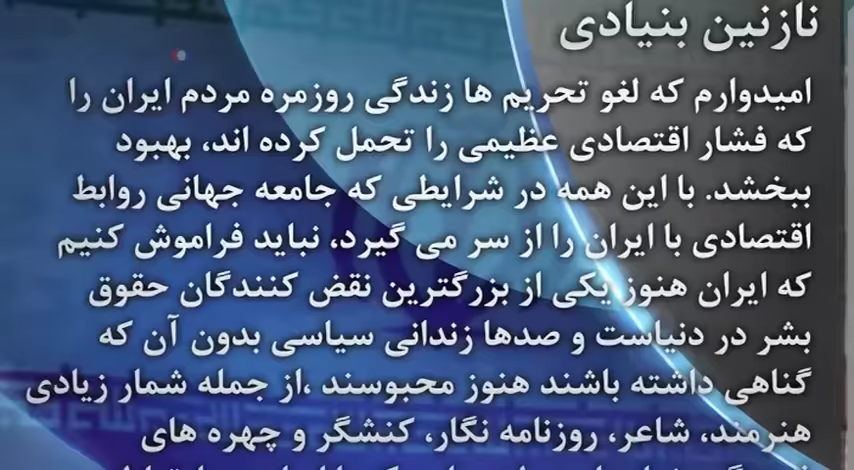 نازنین بنیادی
امیدوارم که لغو تحریم ها زندگی روزمره مردم ایران را
که فشار اقتصادی عظیمی را تحمل کرده اند، بهبود
ببخشد. با این همه در شرایطی که جامعه جهانی روابط
اقتصادی با ایران را از سر می گیرد، نباید فراموش کنیم
که ایران هنوز یکی از بزرگترین نقض کنندگان حقوق
بشر در دنیاست و صدها زندانی سیاسی بدون آن که
گناهی داشته باشند هنوز محبوسند ،از جمله شمار زیادی
هنرمند، شاعر، روزنامه نگار، کنشگر و چهره های